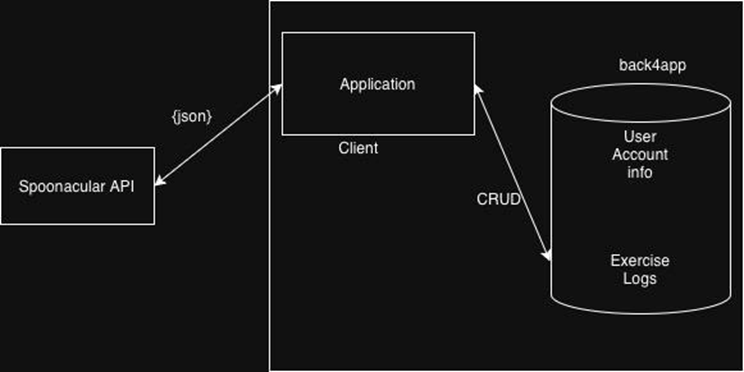 back4app
Application
{json}
Client
User
Account
info
Spoonacular API
CRUD
Exercise
Logs